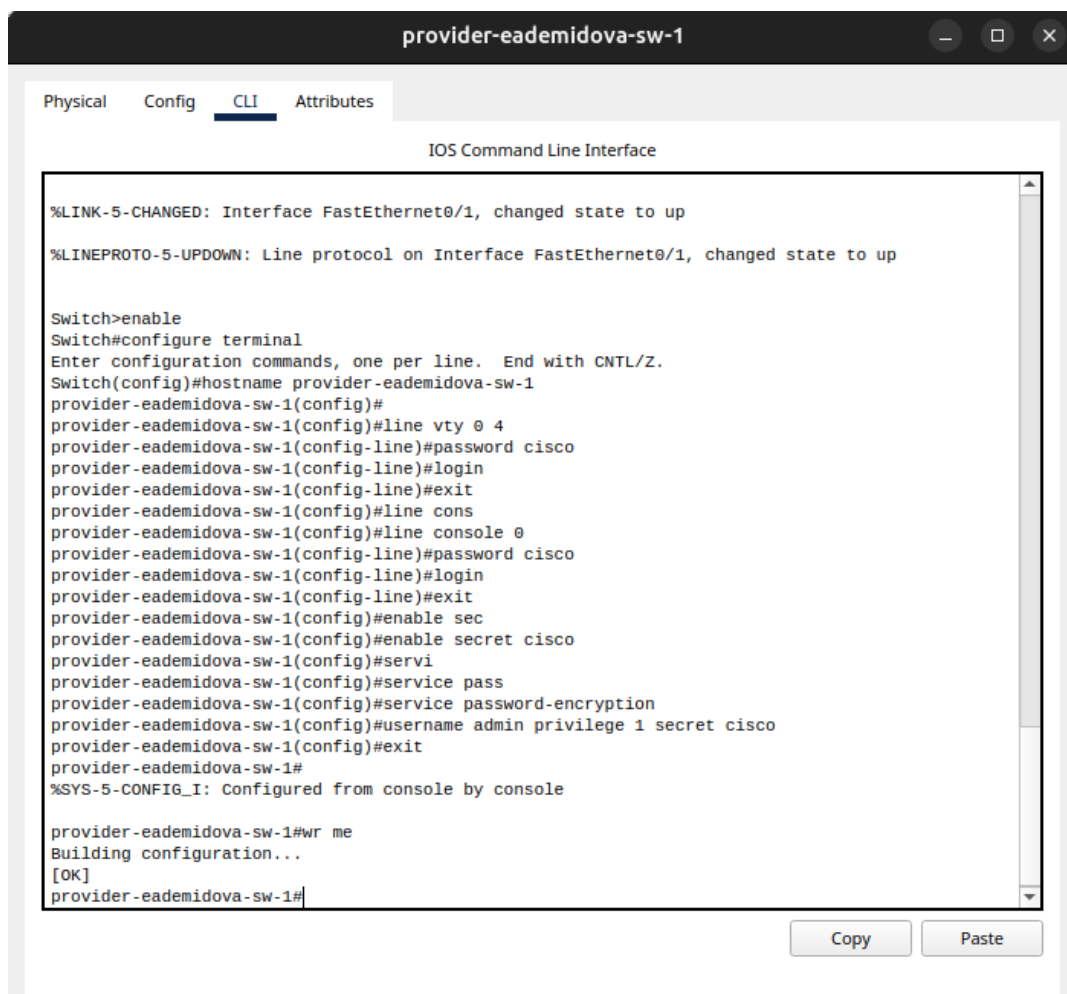 provider-eademidova-sw-1
Physical Config CLI Attributes
IOS Command Line Interface
%LINK-5-CHANGED: Interface FastEthernet0/1, changed state to up
%LINEPROTO-5-UPDOWN: Line protocol on Interface FastEthernet0/1, changed state to up
Switch>enable
Switch#configure terminal
Enter configuration commands, one per line.  End with CNTL/Z.
Switch(config)#hostname provider-eademidova-sw-1
provider-eademidova-sw-1(config)#
provider-eademidova-sw-1(config)#line vty 0 4
provider-eademidova-sw-1(config-line)#password cisco
provider-eademidova-sw-1(config-line)#login
provider-eademidova-sw-1(config-line)#exit
provider-eademidova-sw-1(config)#line cons
provider-eademidova-sw-1(config)#line console 0
provider-eademidova-sw-1(config-line)#password cisco
provider-eademidova-sw-1(config-line)#login
provider-eademidova-sw-1(config-line)#exit
provider-eademidova-sw-1(config)#enable sec
provider-eademidova-sw-1(config)#enable secret cisco
provider-eademidova-sw-1(config)#servi
provider-eademidova-sw-1(config)#service pass
provider-eademidova-sw-1(config)#service password-encryption
provider-eademidova-sw-1(config)#username admin privilege 1 secret cisco
provider-eademidova-sw-1(config)#exit
provider-eademidova-sw-1#
%SYS-5-CONFIG_I: Configured from console by console
provider-eademidova-sw-1#wr me
Building configuration...
[OK]
provider-eademidova-sw-1#
Copy Paste